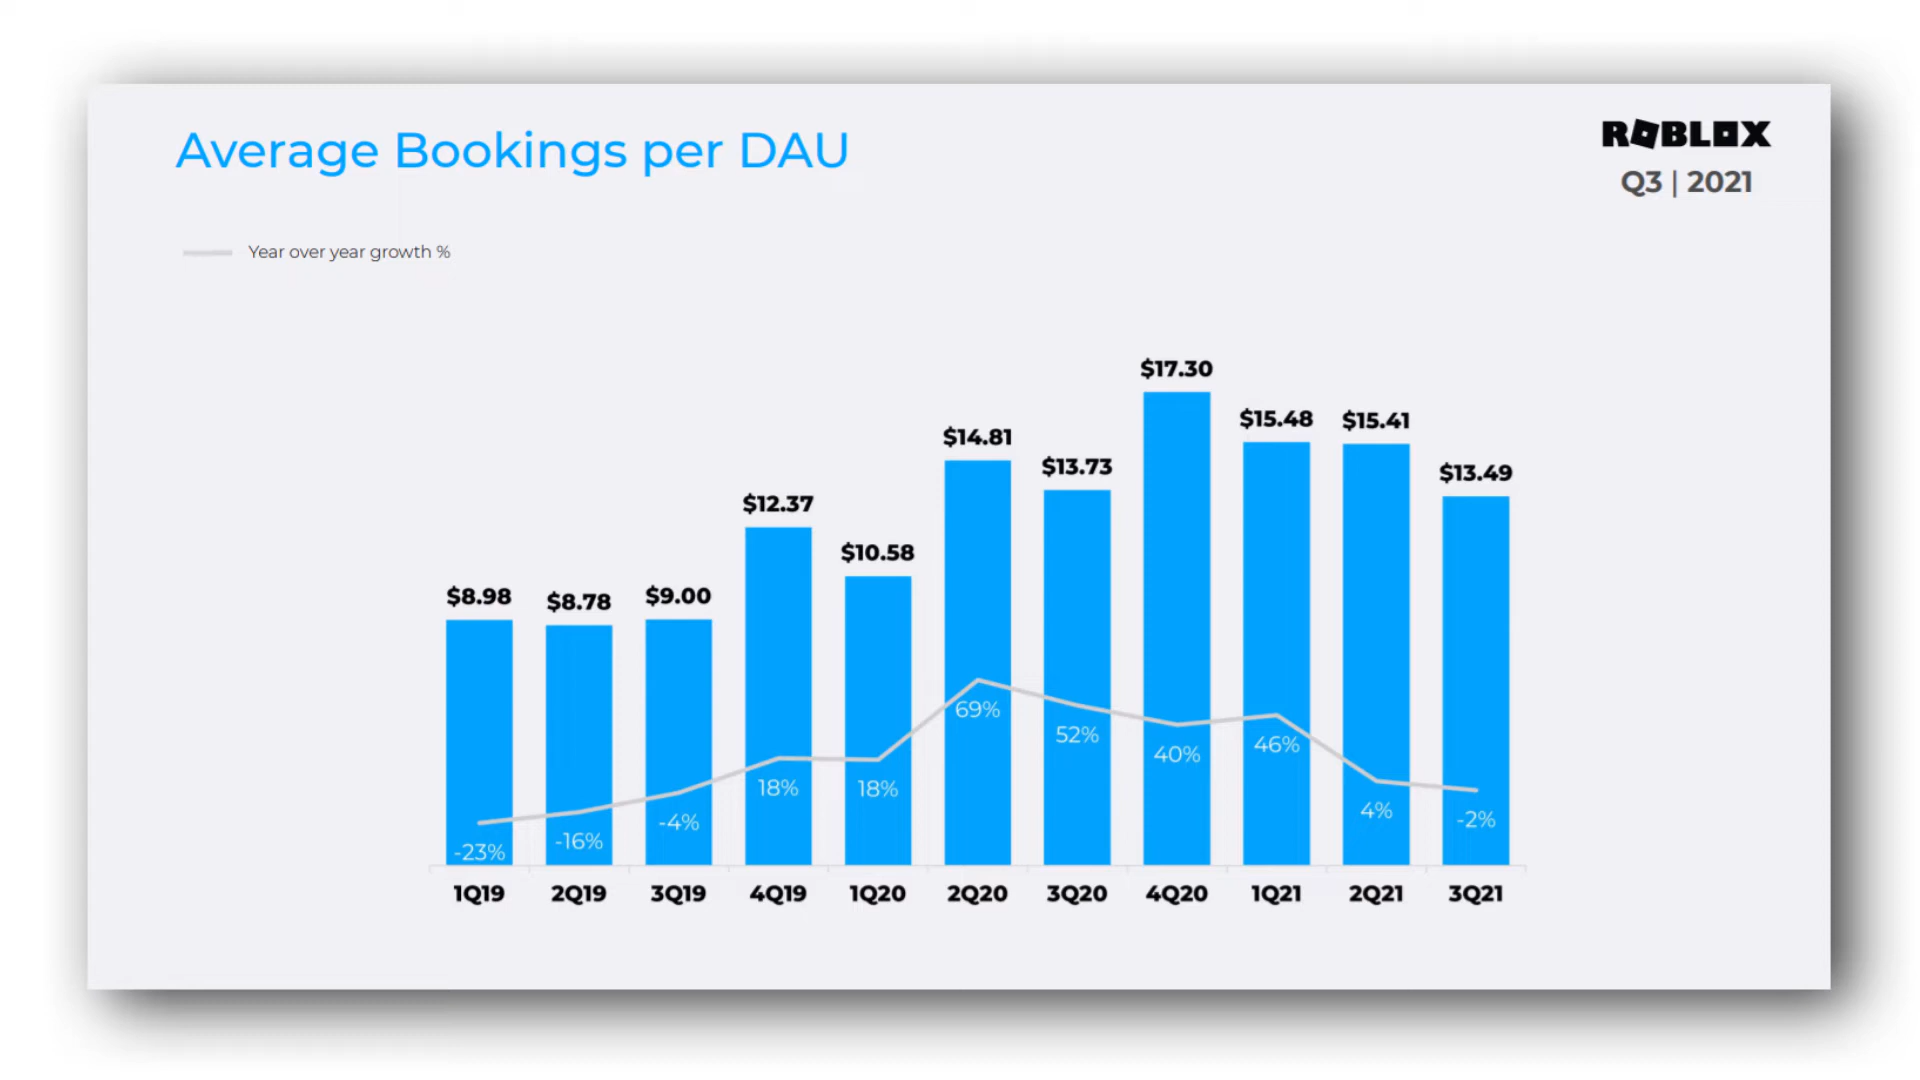 Average Bookings per DAU
ROBLOX
Q3 | 2021
Year over year growth %
$8.98
$8.78
$9.00
$12.37
$10.58
$14.81
$13.73
$17.30
$15.48
$15.41
$13.49
-23%
-16%
-4%
18%
18%
69%
52%
40%
46%
4%
-2%
1Q19
2Q19
3Q19
4Q19
1Q20
2Q20
3Q20
4Q20
1Q21
2Q21
3Q21